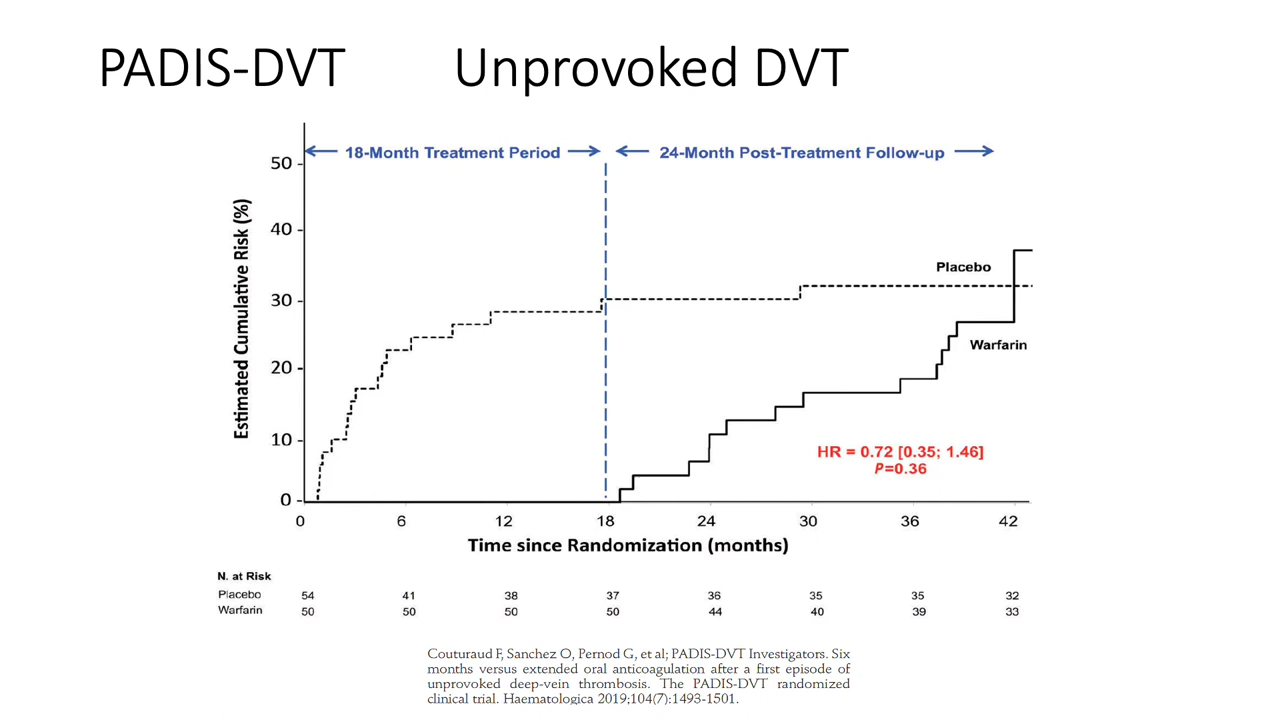 PADIS-DVT Unprovoked DVT
18-Month Treatment Period
24-Month Post-Treatment Follow-up
Estimated Cumulative Risk (%)
50
40
30
20
10
0
Placebo
Warfarin
HR = 0.72 [0.35; 1.46]
P=0.36
0 6 12 18 24 30 36 42
Time since Randomization (months)
N. at Risk
Placebo 54 41 38 37 36 35 35 32
Warfarin 50 50 50 50 44 40 39 33
Couturaud F, Sanchez O, Pernod G, et al; PADIS-DVT Investigators. Six
months versus extended oral anticoagulation after a first episode of
unprovoked deep-vein thrombosis. The PADIS-DVT randomized
clinical trial. Haematologica 2019;104(7):1493-1501.